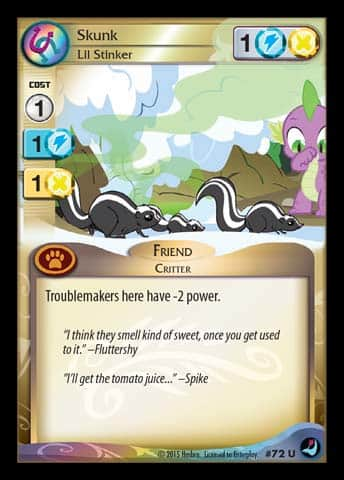 Skunk
Lil Stinker
1
COST
1
1
1
FRIEND
CRITTER
Troublemakers here have -2 power.
"I think they smell kind of sweet, once you get used
to it." –Fluttershy
"I'll get the tomato juice..." –Spike
© 2015 Hasbro. Licensed to Enterplay. #72 U